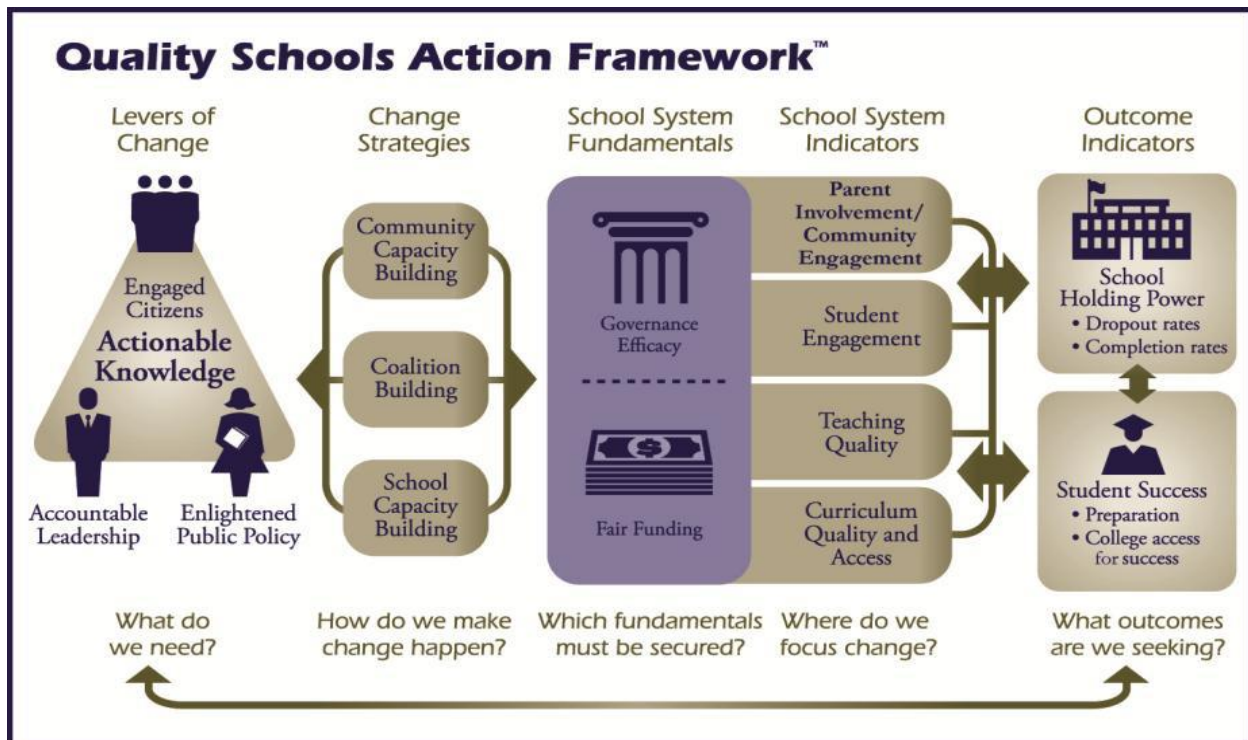 Quality Schools Action Framework™
Levers of
Change
Change
Strategies
School System
Fundamentals
School System
Indicators
Outcome
Indicators
Engaged
Citizens
Actionable
Knowledge
Accountable
Leadership
Enlightened
Public Policy
Community
Capacity
Building
Coalition
Building
School
Capacity
Building
Governance
Efficacy
Fair Funding
Parent
Involvement/
Community
Engagement
Student
Engagement
Teaching
Quality
Curriculum
Quality and
Access
School
Holding Power
• Dropout rates
• Completion rates
Student Success
• Preparation
• College access
for success
What do
we need?
How do we make
change happen?
Which fundamentals
must be secured?
Where do we
focus change?
What outcomes
are we seeking?